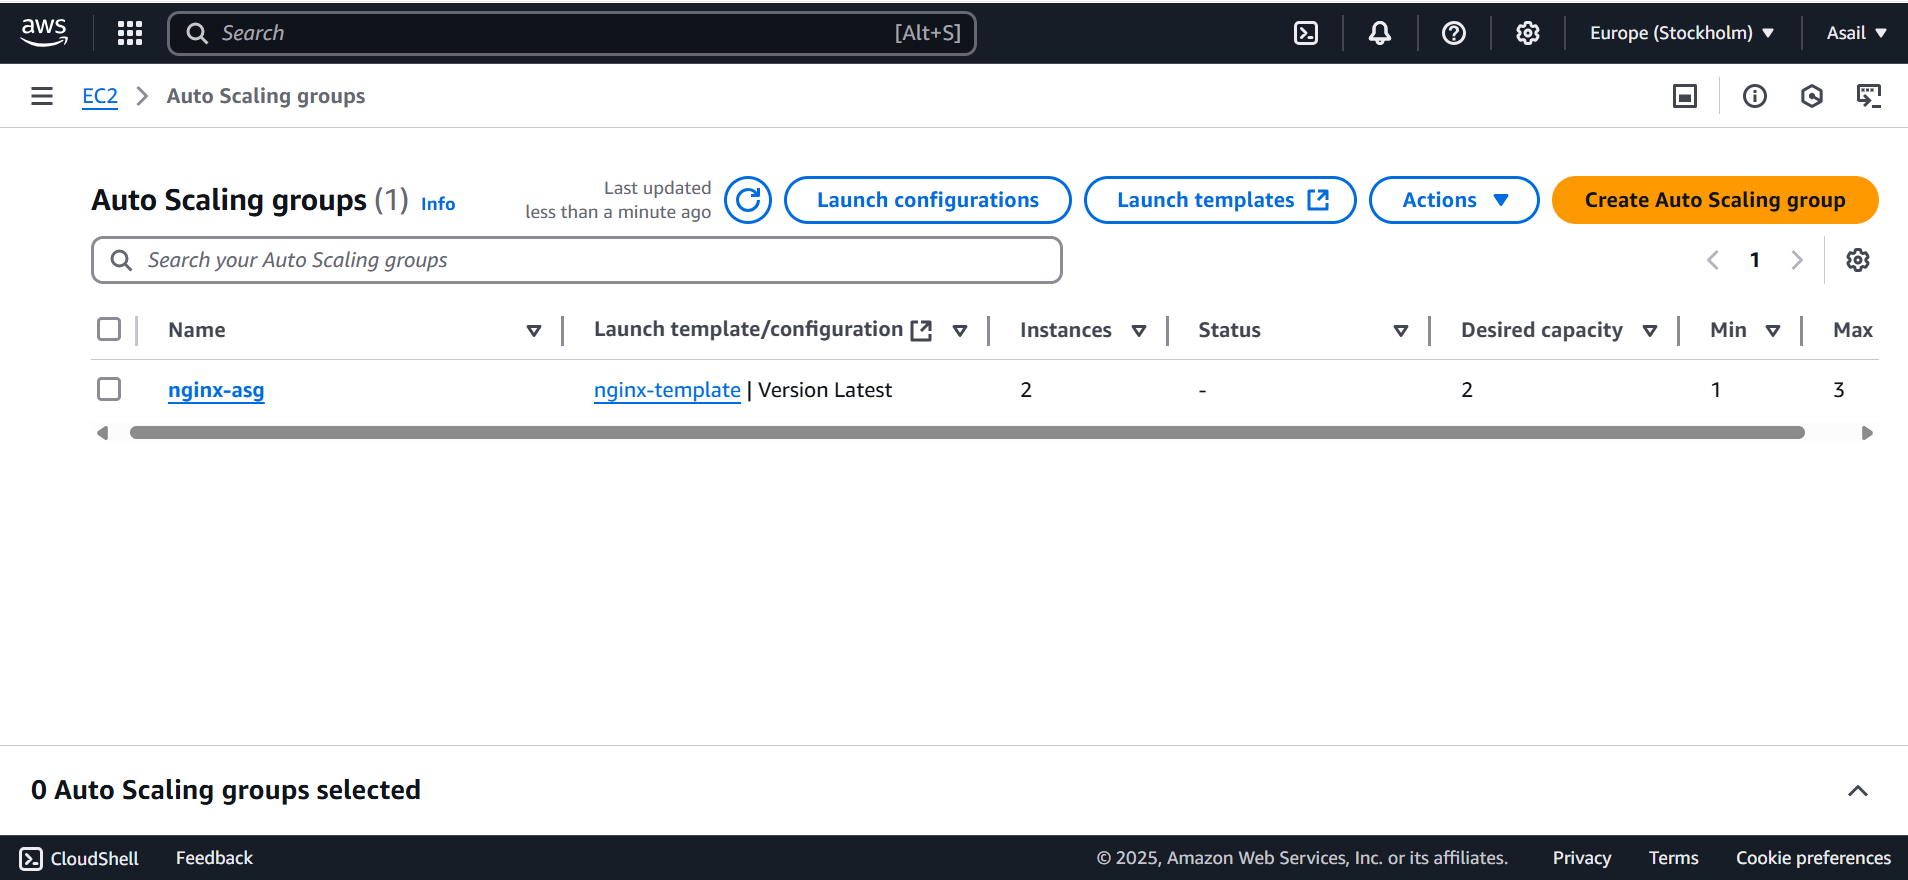 aws
Search [Alt+S]
Europe (Stockholm)
Asail
EC2 Auto Scaling groups
Auto Scaling groups (1) Info
Last updated
less than a minute ago
Launch configurations
Launch templates
Actions
Create Auto Scaling group
Search your Auto Scaling groups
1
Name Launch template/configuration Instances Status Desired capacity Min Max
nginx-asg nginx-template | Version Latest 2 - 2 1 3
0 Auto Scaling groups selected
CloudShell Feedback © 2025, Amazon Web Services, Inc. or its affiliates. Privacy Terms Cookie preferences